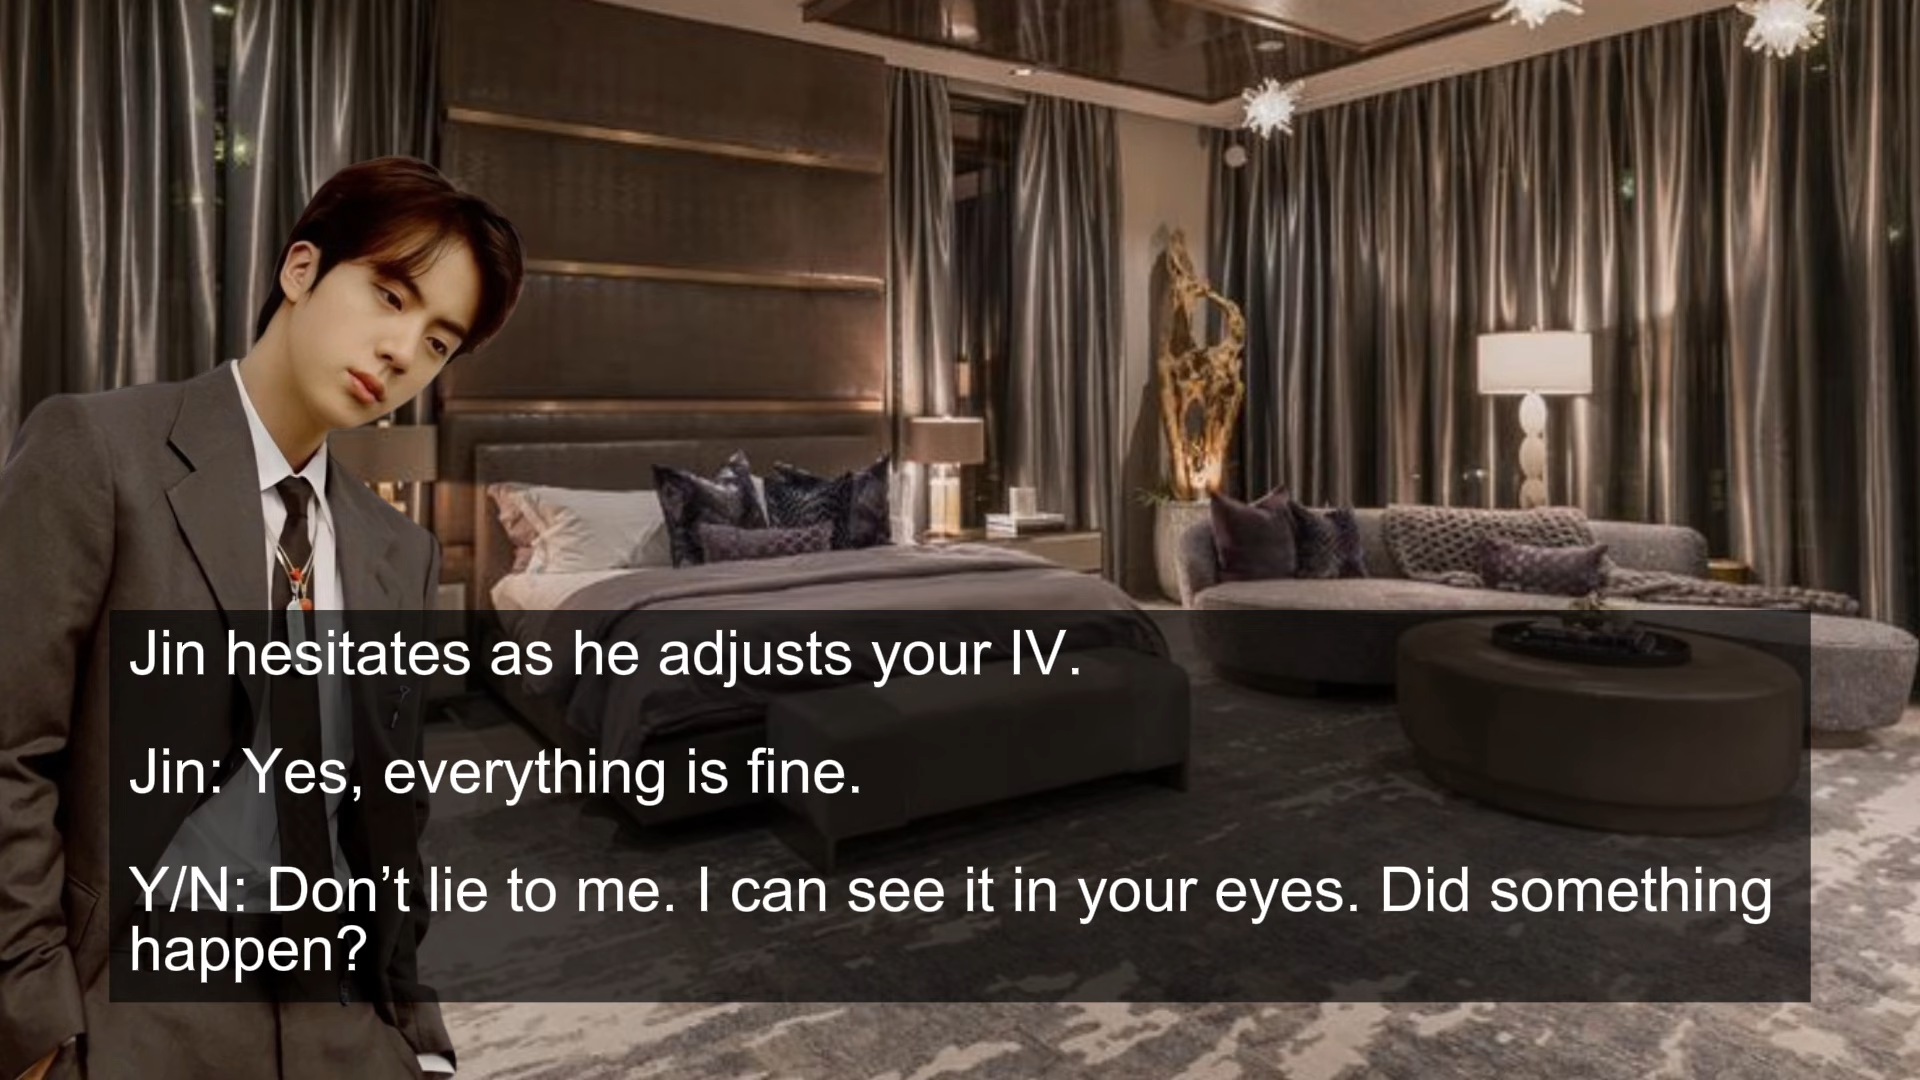 Jin hesitates as he adjusts your IV.
Jin: Yes, everything is fine.
Y/N: Don’t lie to me. I can see it in your eyes. Did something
happen?